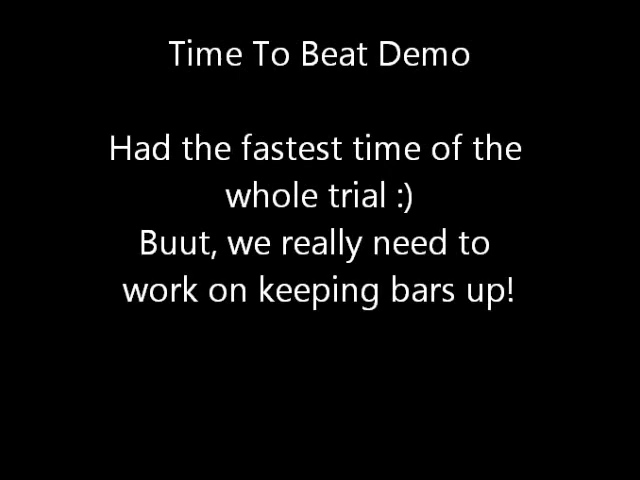 Time To Beat Demo
Had the fastest time of the
whole trial :)
Buut, we really need to
work on keeping bars up!